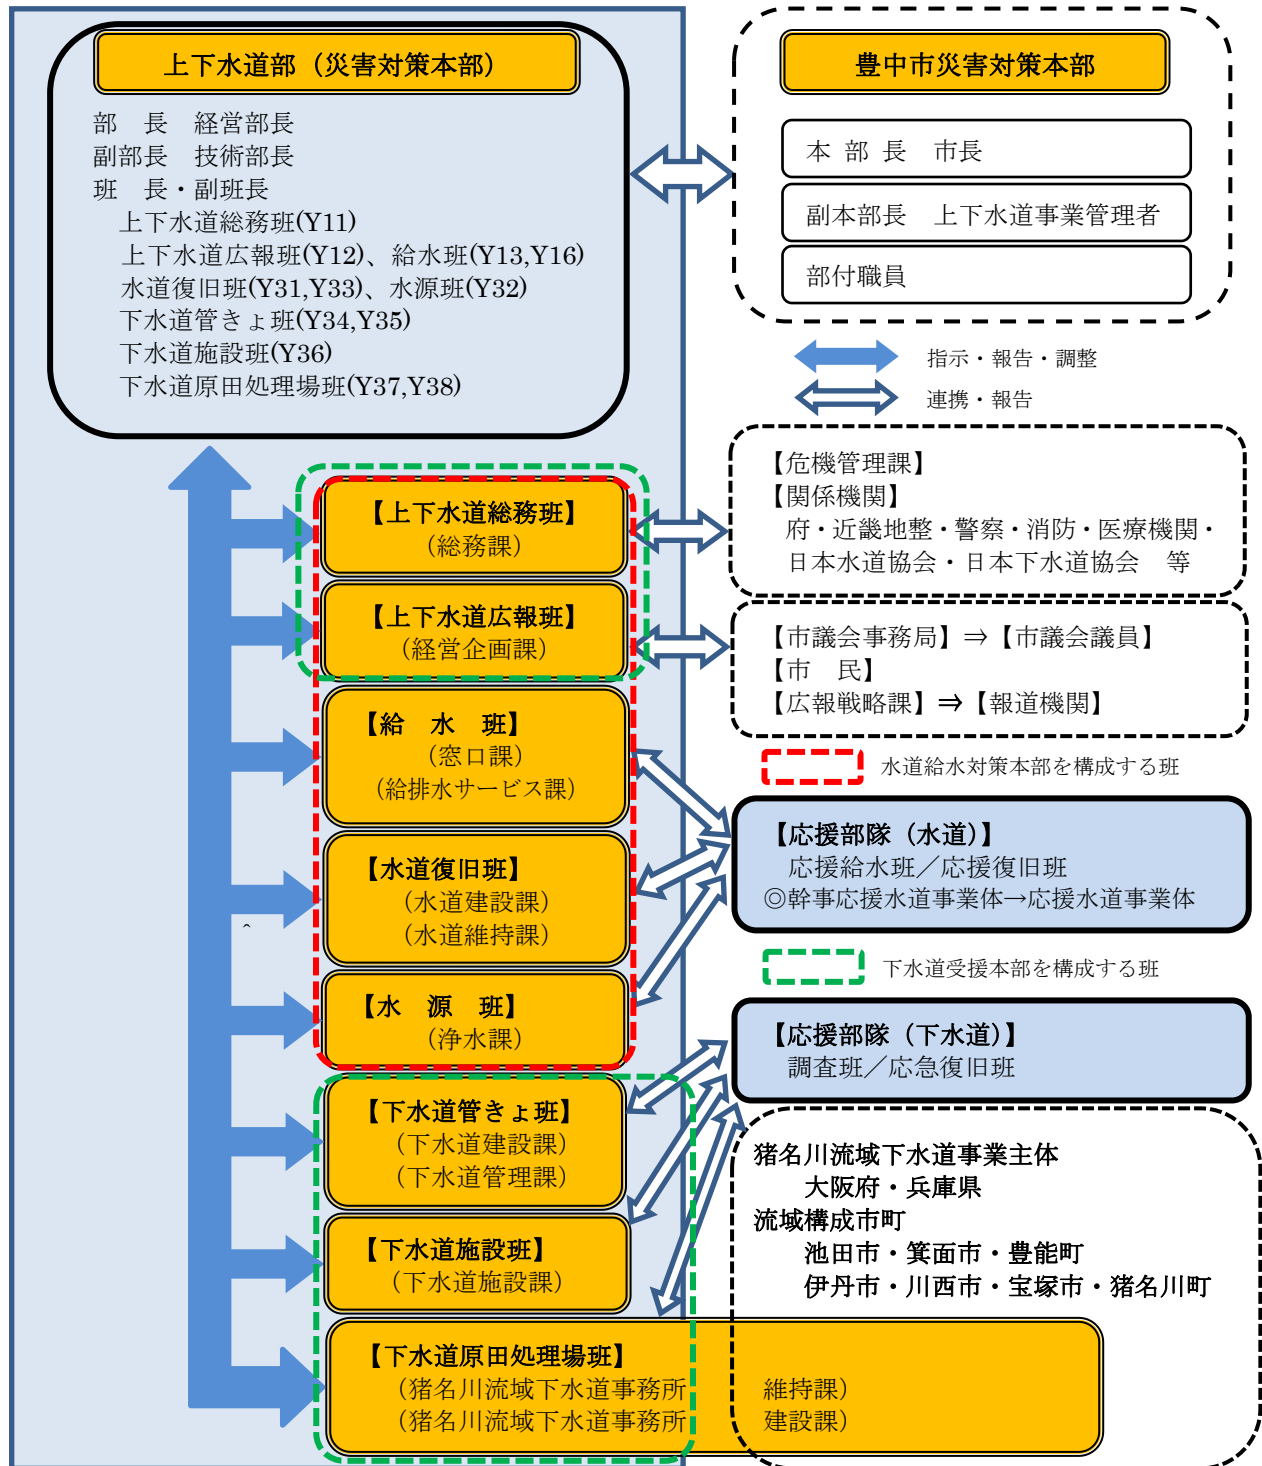 上下水道部（災害対策本部）
部　長　経営部長
副部長　技術部長
班　長・副班長
上下水道総務班(Y11)
上下水道広報班(Y12)、給水班(Y13,Y16)
水道復旧班(Y31,Y33)、水源班(Y32)
下水道管きょ班(Y34,Y35)
下水道施設班(Y36)
下水道原田処理場班(Y37,Y38)
豊中市災害対策本部
本 部 長　市長
副本部長　上下水道事業管理者
部付職員
指示・報告・調整
連携・報告
【上下水道総務班】
（総務課）
【危機管理課】
【関係機関】
府・近畿地整・警察・消防・医療機関・
日本水道協会・日本下水道協会　等
【上下水道広報班】
（経営企画課）
【市議会事務局】⇒【市議会議員】
【市　民】
【広報戦略課】⇒【報道機関】
【給　水　班】
（窓口課）
（給排水サービス課）
水道給水対策本部を構成する班
【水道復旧班】
（水道建設課）
（水道維持課）
【応援部隊（水道）】
応援給水班／応援復旧班
◎幹事応援水道事業体→応援水道事業体
＾
【水　源　班】
（浄水課）
下水道受援本部を構成する班
【応援部隊（下水道）】
調査班／応急復旧班
【下水道管きょ班】
（下水道建設課）
（下水道管理課）
【下水道施設班】
（下水道施設課）
猪名川流域下水道事業主体
大阪府・兵庫県
流域構成市町
池田市・箕面市・豊能町
伊丹市・川西市・宝塚市・猪名川町
【下水道原田処理場班】
（猪名川流域下水道事務所　維持課）
（猪名川流域下水道事務所　建設課）